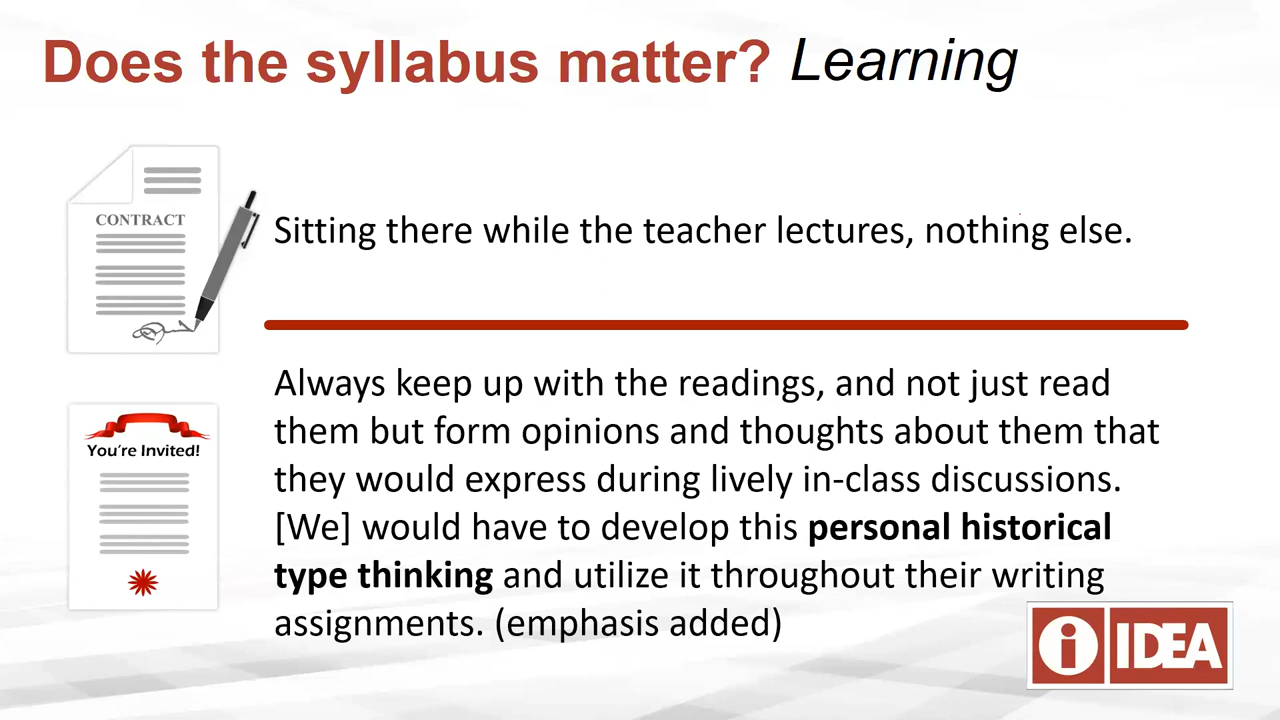 Does the syllabus matter? Learning
CONTRACT
Sitting there while the teacher lectures, nothing else.
You're Invited!
Always keep up with the readings, and not just read
them but form opinions and thoughts about them that
they would express during lively in-class discussions.
[We] would have to develop this personal historical
type thinking and utilize it throughout their writing
assignments. (emphasis added)
i IDEA